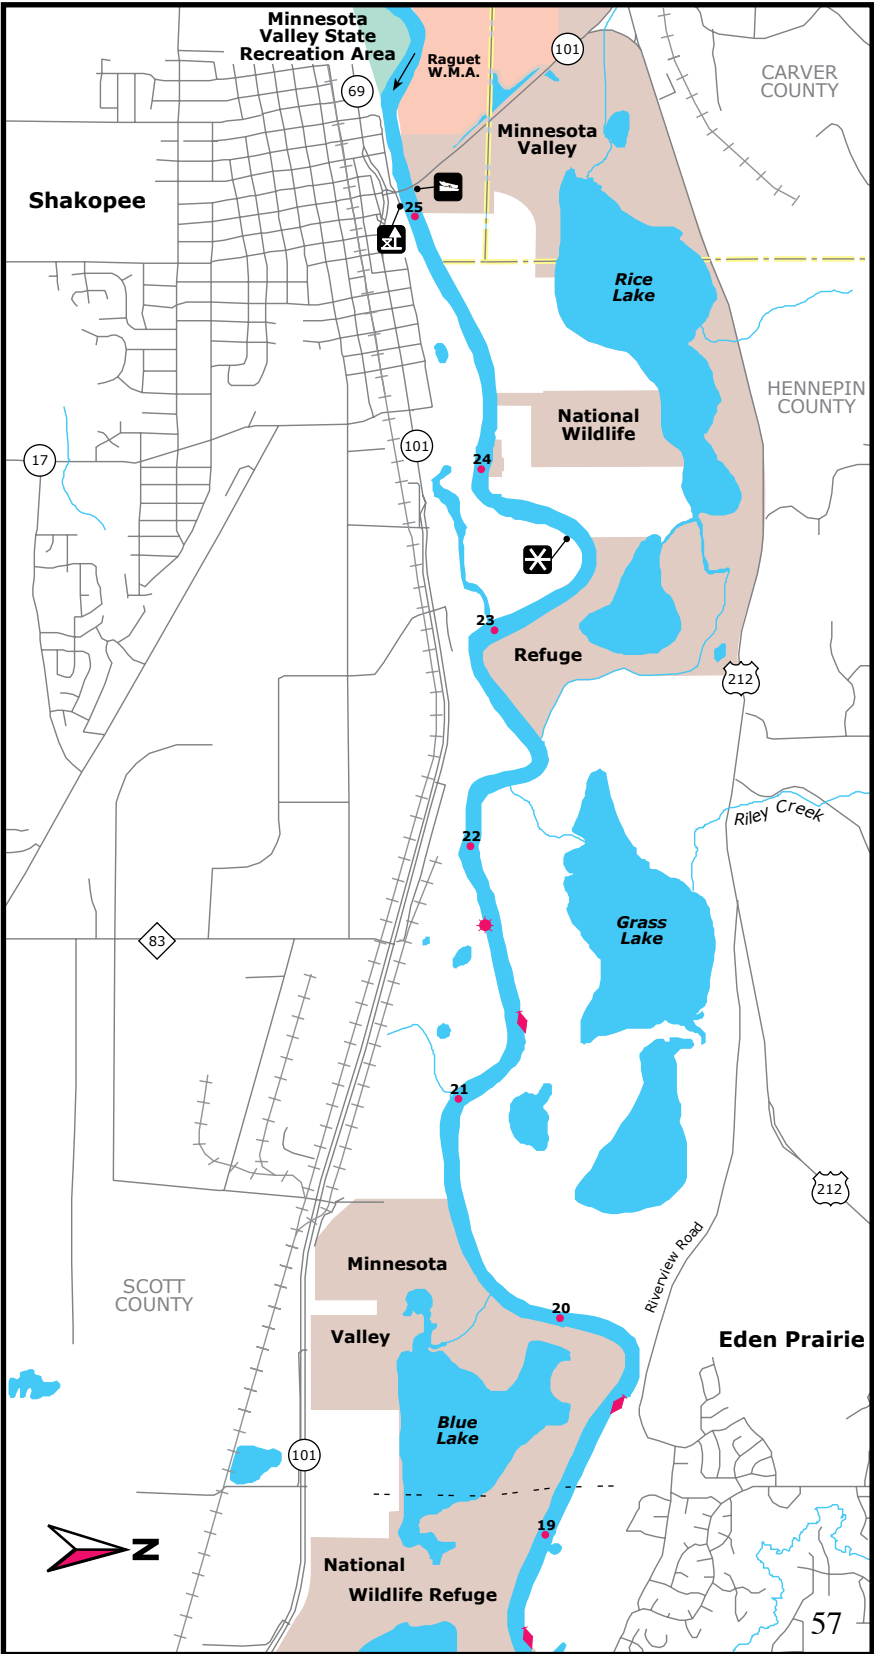 Minnesota
Valley State
Recreation Area
Raguet
W.M.A.
101
CARVER
COUNTY
69
Minnesota
Valley
Shakopee
25
Rice
Lake
HENNEPIN
COUNTY
National
Wildlife
101
17
24
23
Refuge
212
Riley Creek
22
Grass
Lake
83
21
212
Riverview Road
Minnesota
SCOTT
COUNTY
20
Valley
Eden Prairie
Blue
Lake
101
19
N
National
Wildlife Refuge
57